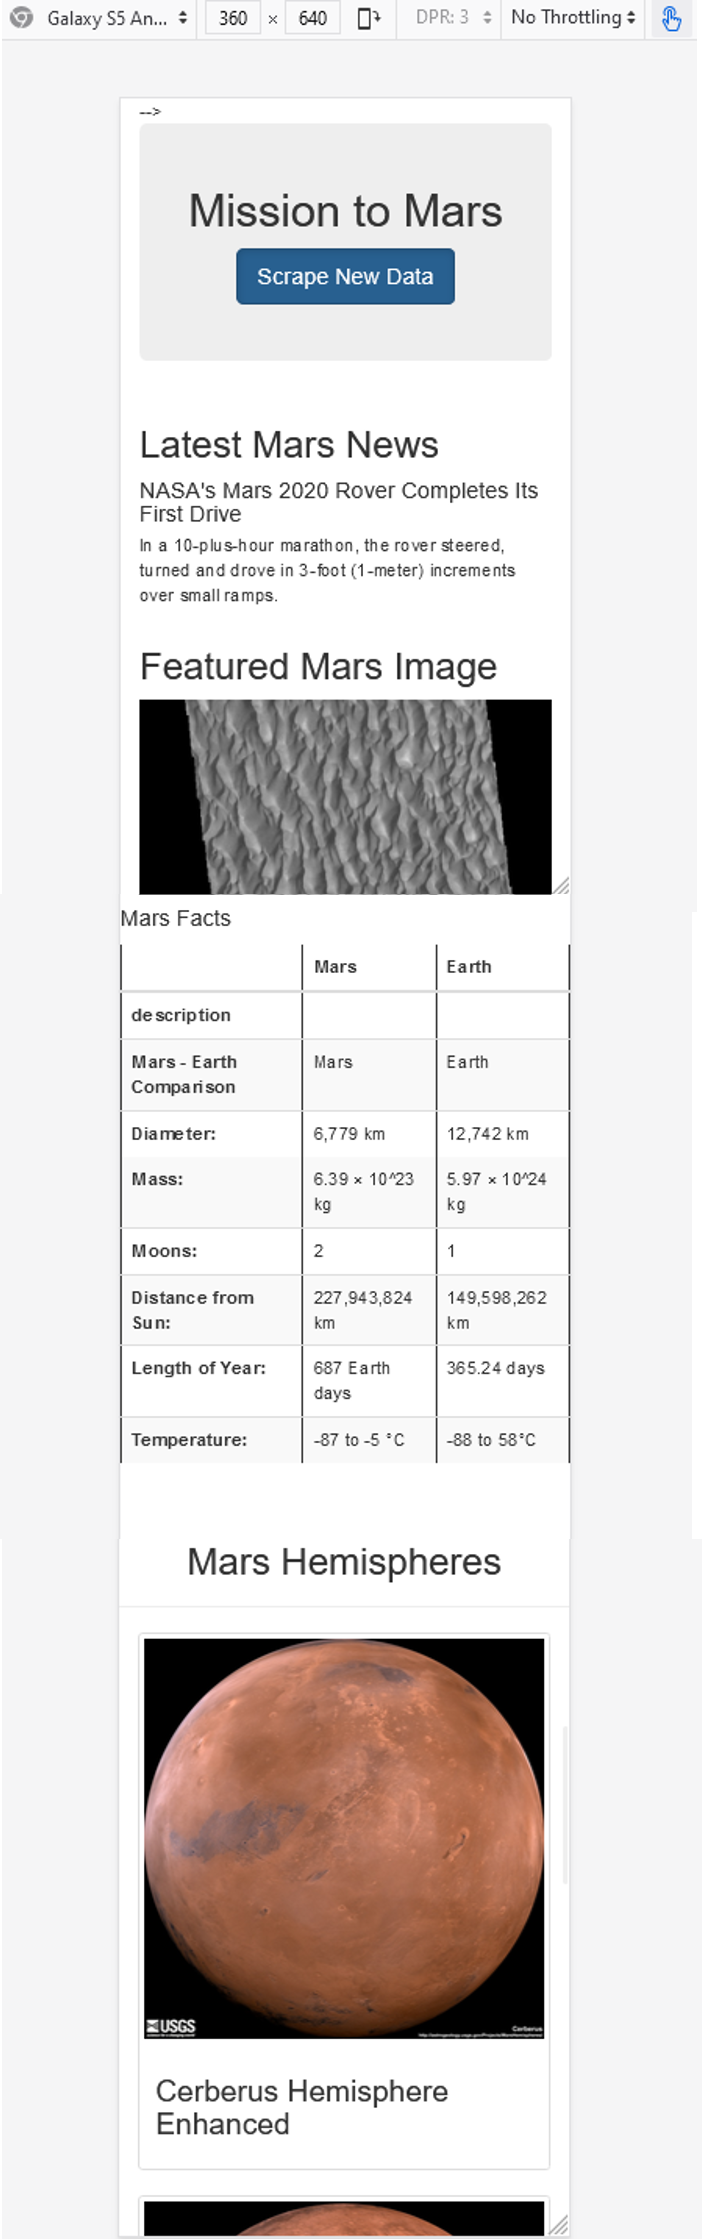 Galaxy S5 An... 360 × 640 DPR: 3 No Throttling
-->
Mission to Mars
Scrape New Data
Latest Mars News
NASA's Mars 2020 Rover Completes Its
First Drive
In a 10-plus-hour marathon, the rover steered,
turned and drove in 3-foot (1-meter) increments
over small ramps.
Featured Mars Image
Mars Facts
Mars Earth
description
Mars - Earth Mars Earth
Comparison
Diameter: 6,779 km 12,742 km
Mass: 6.39 × 10^23 5.97 × 10^24
kg kg
Moons: 2 1
Distance from 227,943,824 149,598,262
Sun: km km
Length of Year: 687 Earth 365.24 days
days
Temperature: -87 to -5 °C -88 to 58°C
Mars Hemispheres
USGS
Cerberus
Cerberus Hemisphere
Enhanced